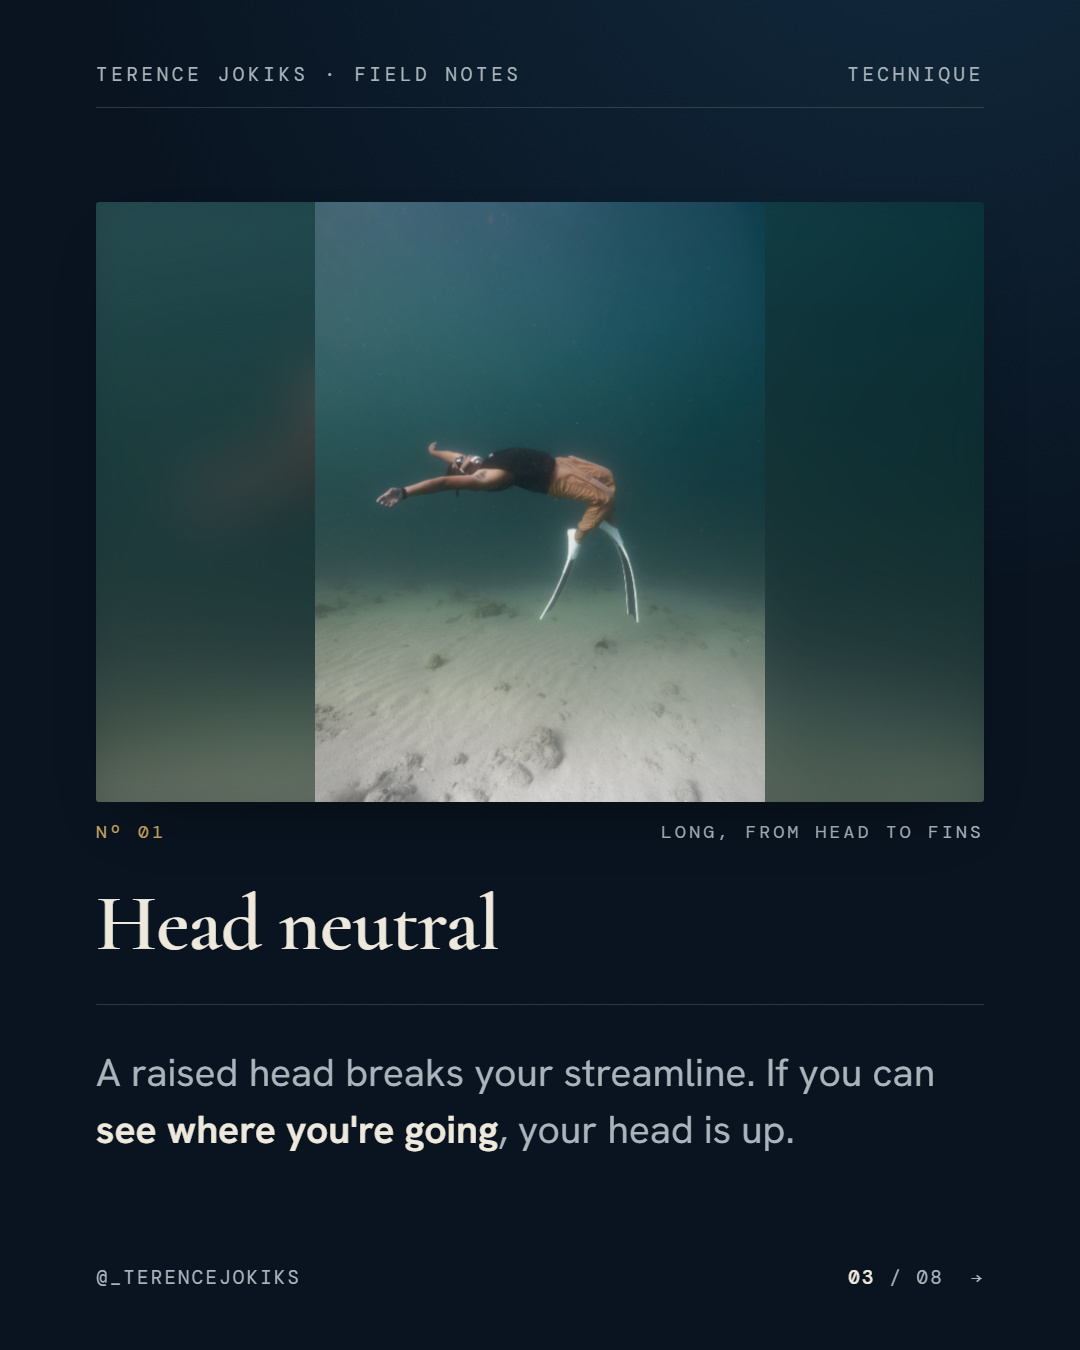 TERENCE JOKIKS · FIELD NOTES
TECHNIQUE
Nº 01
LONG, FROM HEAD TO FINS
Head neutral
A raised head breaks your streamline. If you can
see where you're going, your head is up.
@_TERENCEJOKIKS
03 / 08 →